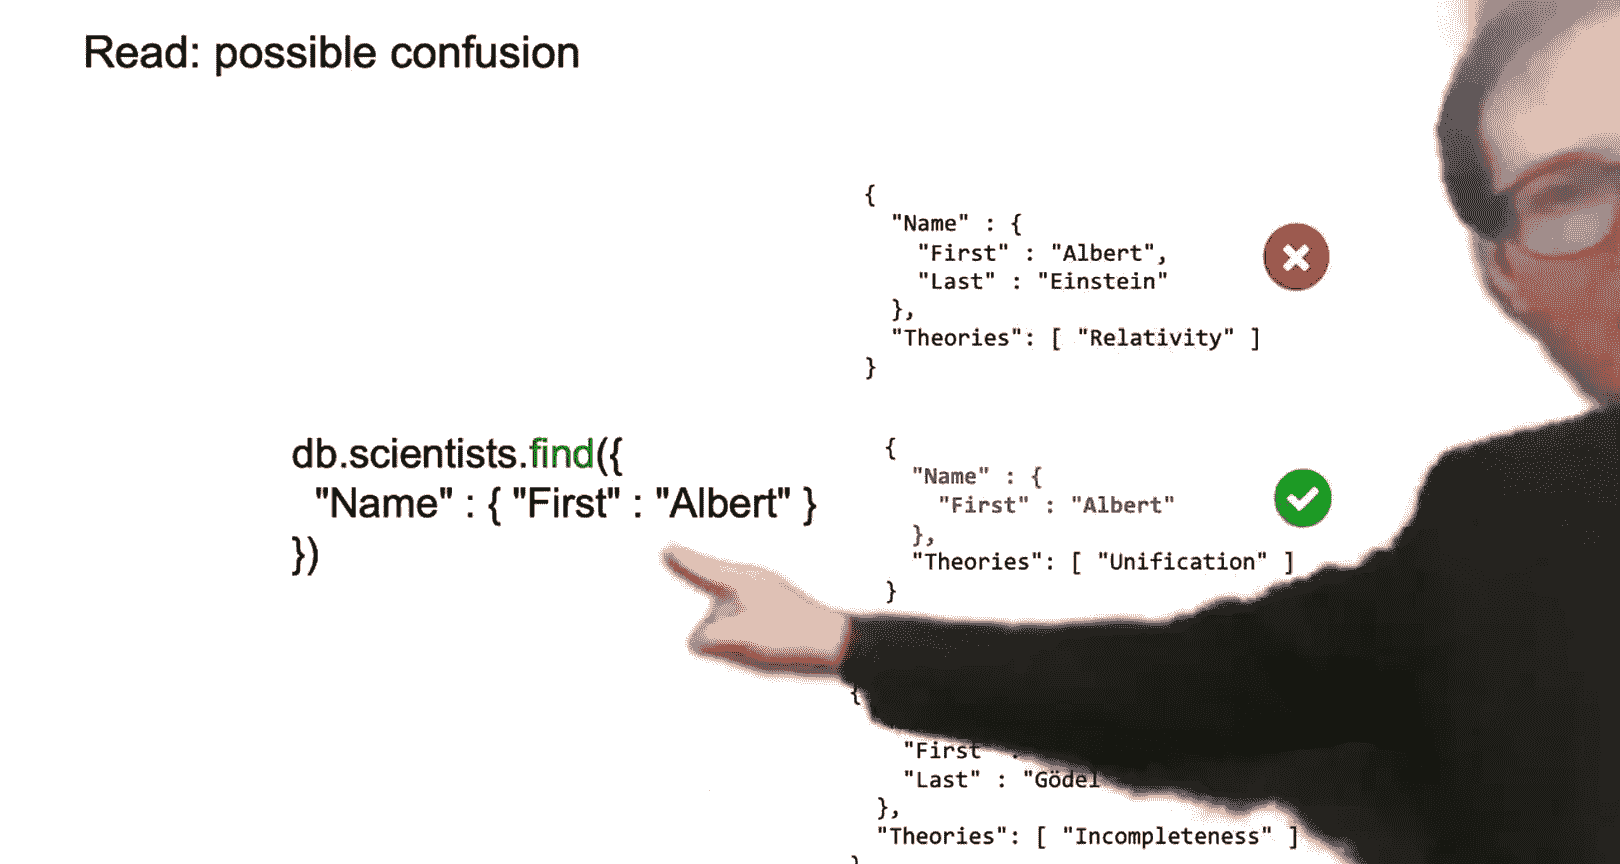 Read: possible confusion
{
"Name" : {
"First" : "Albert",
"Last" : "Einstein"
},
"Theories": [ "Relativity" ]
}
db.scientists.find({
"Name" : { "First" : "Albert" }
})
{
"Name" : {
"First" : "Albert"
},
"Theories": [ "Unification" ]
}
{
"First" :
"Last" : "Gödel
},
"Theories": [ "Incompleteness" ]
}